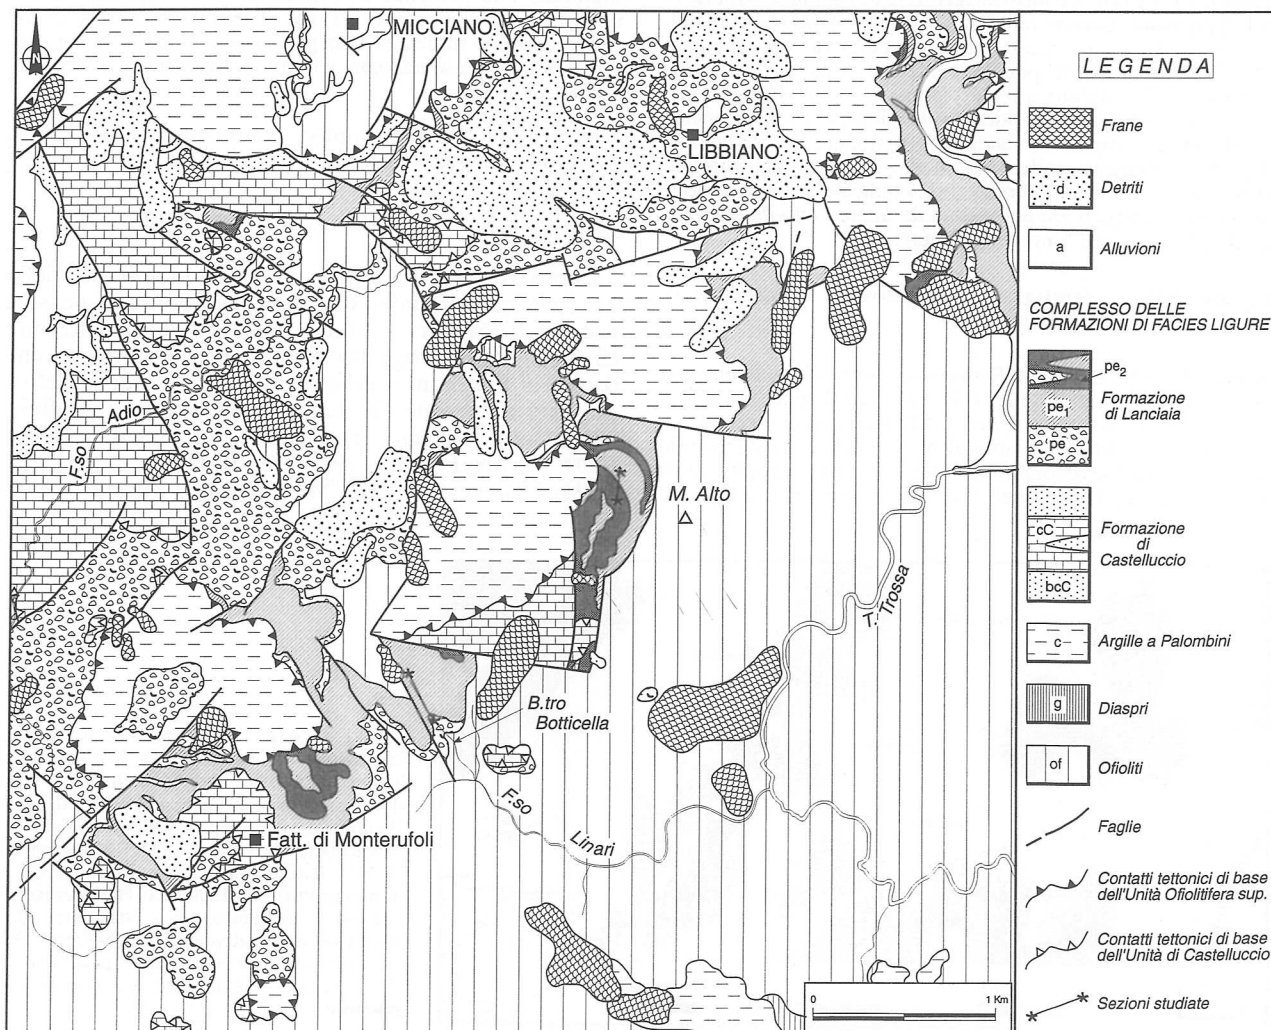 MICCIANO
LIBBIANO
F.so Adio
M. Alto
T. Trossa
B.tro
Botticella
F.so Linari
Fatt. di Monterufoli
0 1 Km
LEGENDA
Frane
d Detriti
a Alluvioni
COMPLESSO DELLE
FORMAZIONI DI FACIES LIGURE
pe2
pe1
pe
Formazione
di Lanciaia
cC
bcC
Formazione
di
Castelluccio
c Argille a Palombini
g Diaspri
of Ofioliti
Faglie
Contatti tettonici di base
dell'Unità Ofiolitifera sup.
Contatti tettonici di base
dell'Unità di Castelluccio
Sezioni studiate